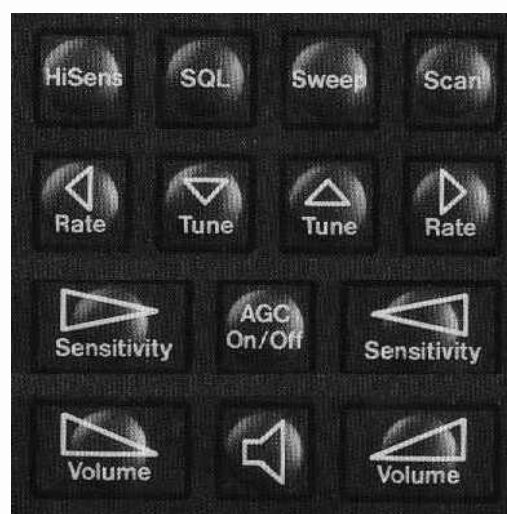 HiSens SQL Sweep Scan
Rate Tune Tune Rate
AGC
On/Off
Sensitivity Sensitivity
Volume Volume